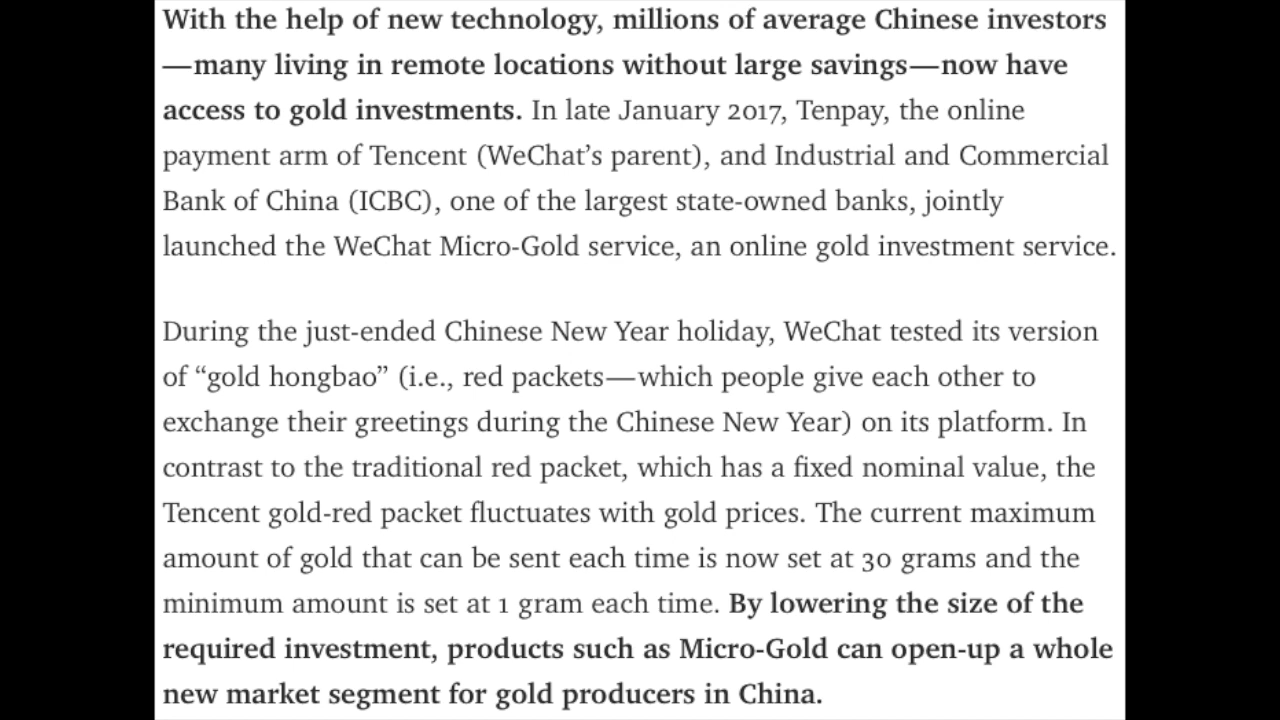 With the help of new technology, millions of average Chinese investors
—many living in remote locations without large savings—now have
access to gold investments. In late January 2017, Tenpay, the online
payment arm of Tencent (WeChat’s parent), and Industrial and Commercial
Bank of China (ICBC), one of the largest state-owned banks, jointly
launched the WeChat Micro-Gold service, an online gold investment service.
During the just-ended Chinese New Year holiday, WeChat tested its version
of “gold hongbao” (i.e., red packets—which people give each other to
exchange their greetings during the Chinese New Year) on its platform. In
contrast to the traditional red packet, which has a fixed nominal value, the
Tencent gold-red packet fluctuates with gold prices. The current maximum
amount of gold that can be sent each time is now set at 30 grams and the
minimum amount is set at 1 gram each time. By lowering the size of the
required investment, products such as Micro-Gold can open-up a whole
new market segment for gold producers in China.